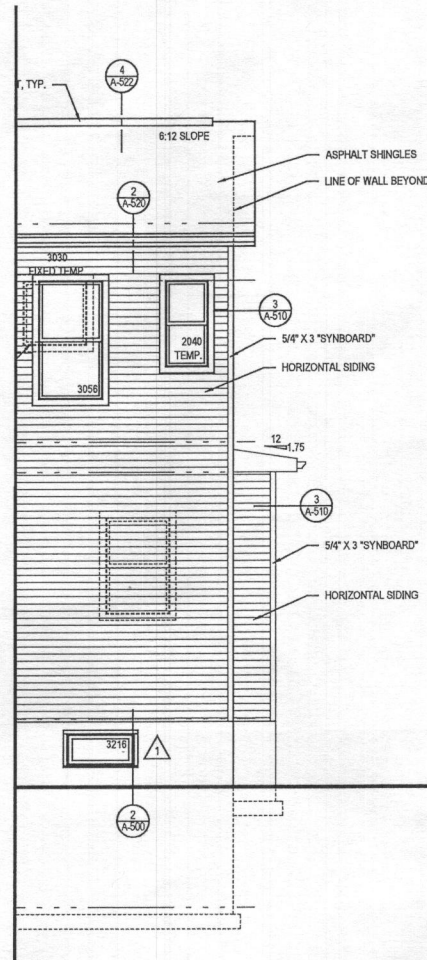 4
A-522
T, TYP.
6:12 SLOPE
ASPHALT SHINGLES
LINE OF WALL BEYOND
2
A-520
3030
FIXED TEMP
3
A-510
2040
TEMP.
5/4" X 3 "SYNBOARD"
HORIZONTAL SIDING
3056
12
1.75
3
A-510
5/4" X 3 "SYNBOARD"
HORIZONTAL SIDING
3216
1
2
A-500